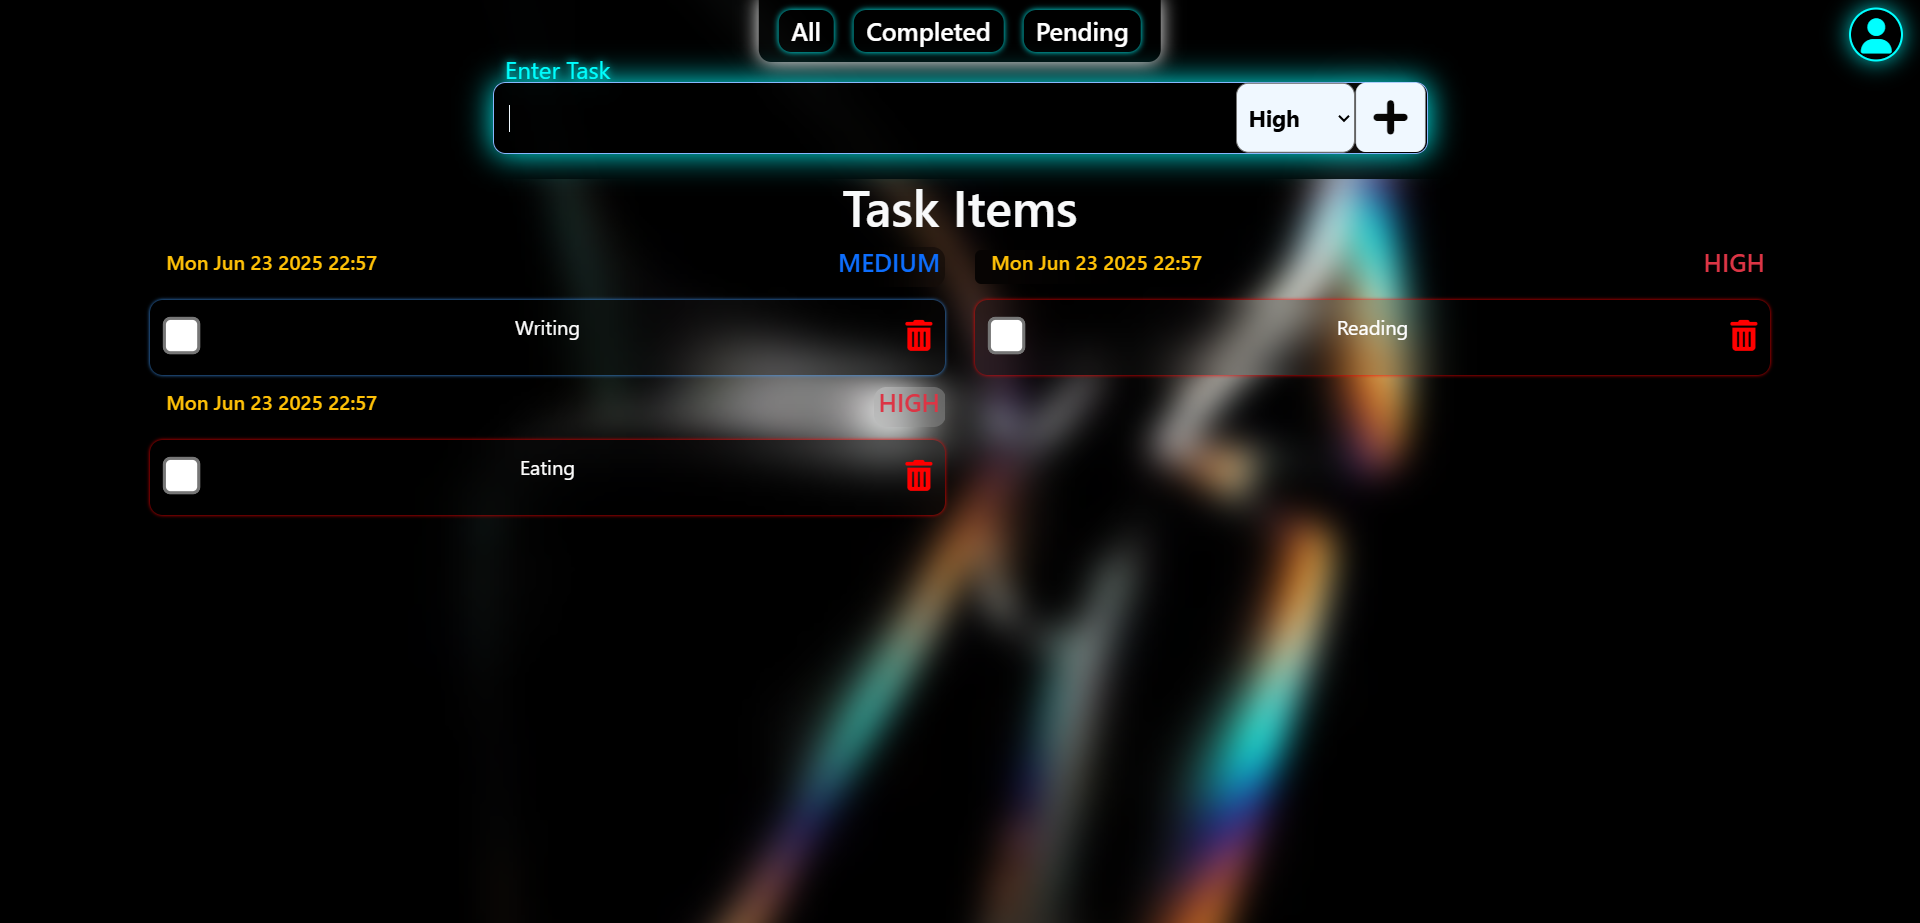 All Completed Pending
Enter Task
High
Task Items
Mon Jun 23 2025 22:57 MEDIUM
Writing
Mon Jun 23 2025 22:57 HIGH
Reading
Mon Jun 23 2025 22:57 HIGH
Eating